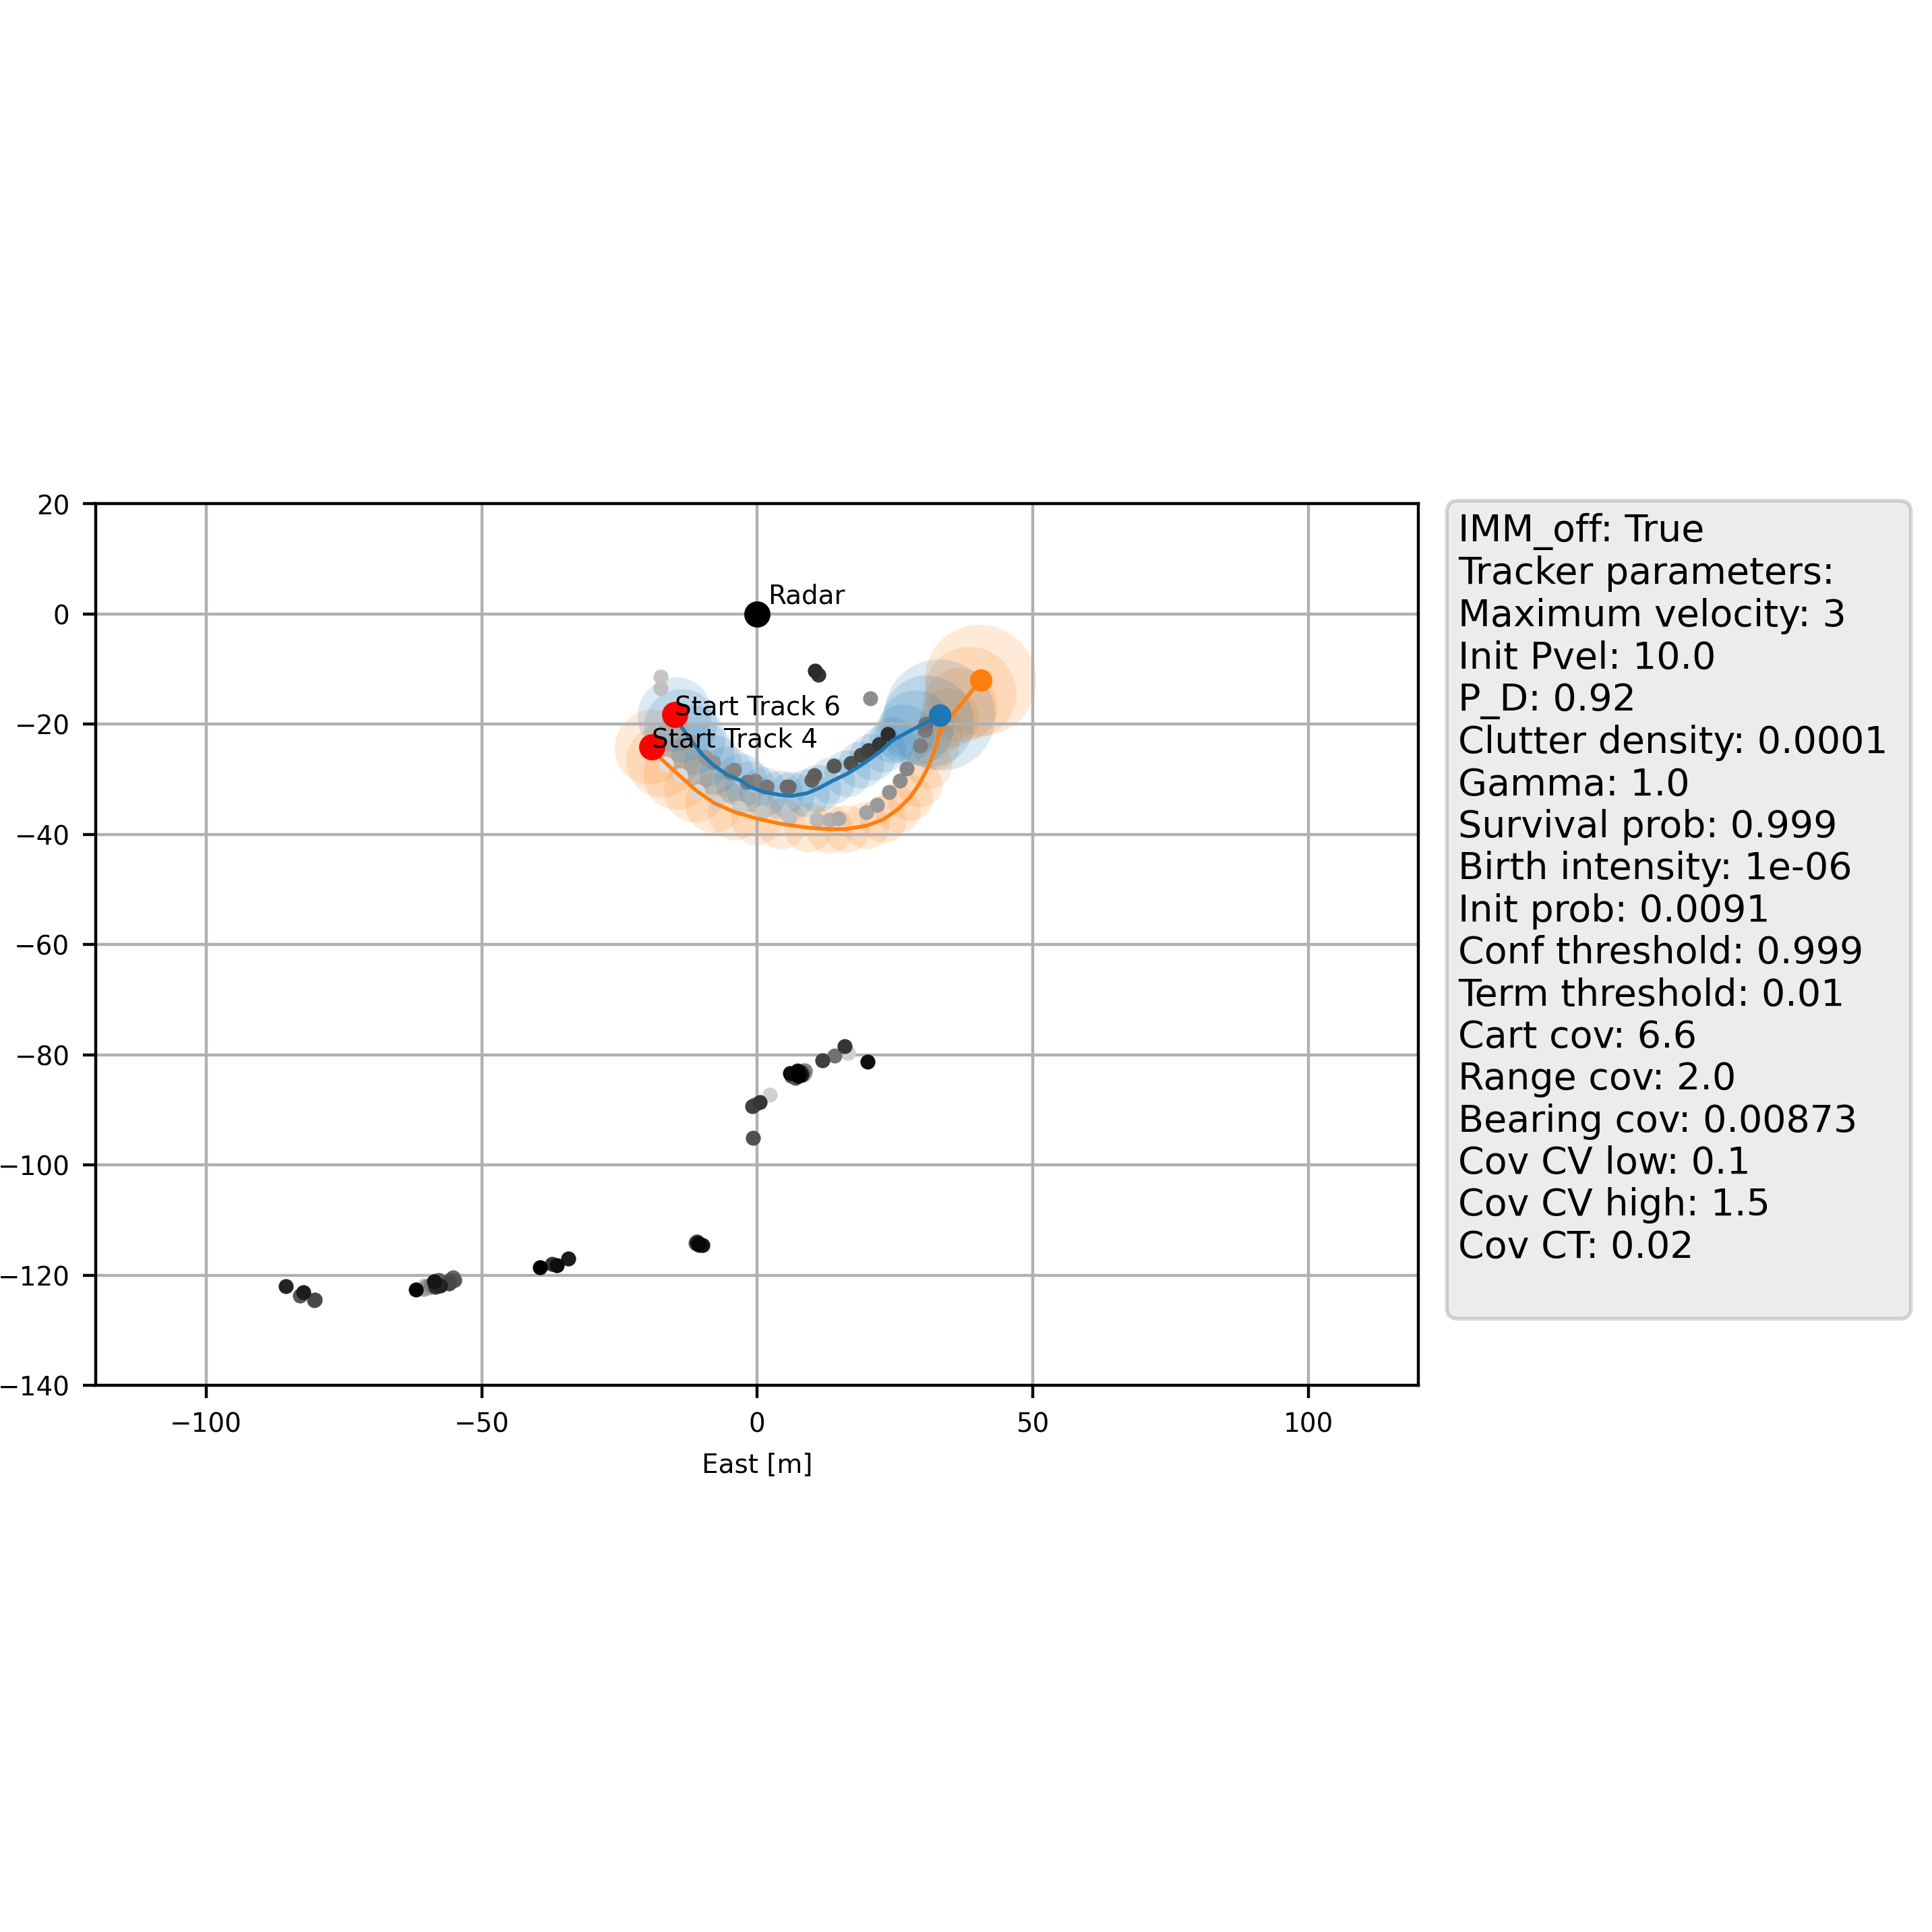 20
0
−20
−40
−60
−80
−100
−120
−140
−100
−50
0
50
100
East [m]
Radar
Start Track 6
Start Track 4
IMM_off: True
Tracker parameters:
Maximum velocity: 3
Init Pvel: 10.0
P_D: 0.92
Clutter density: 0.0001
Gamma: 1.0
Survival prob: 0.999
Birth intensity: 1e-06
Init prob: 0.0091
Conf threshold: 0.999
Term threshold: 0.01
Cart cov: 6.6
Range cov: 2.0
Bearing cov: 0.00873
Cov CV low: 0.1
Cov CV high: 1.5
Cov CT: 0.02